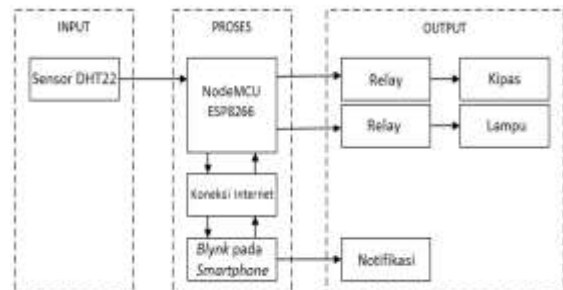 INPUT
PROSES
OUTPUT
Sensor DHT22
NodeMCU
ESP8266
Relay
Kipas
Relay
Lampu
Koneksi Internet
Blynk pada
Smartphone
Notifikasi